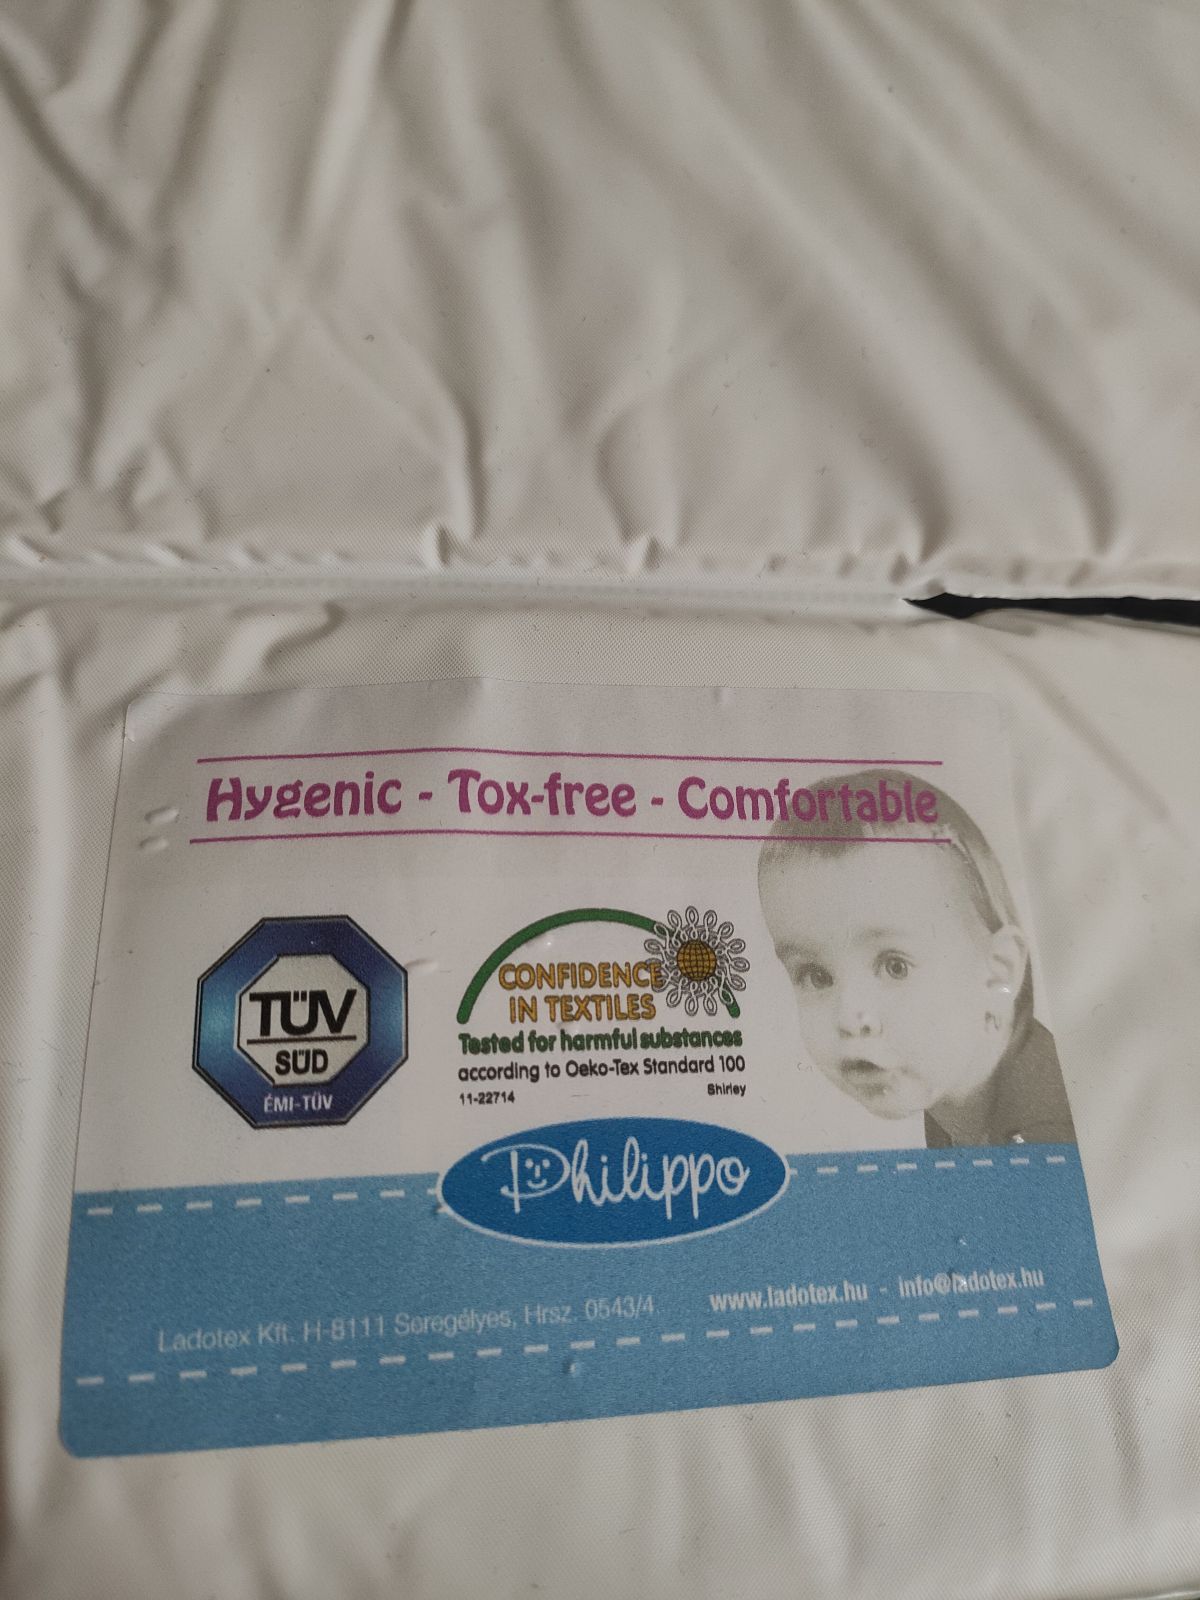 Hygenic - Tox-free - Comfortable
TÜV
SÜD
ÉMI-TÜV
CONFIDENCE
IN TEXTILES
Tested for harmful substances
according to Oeko-Tex Standard 100
11-22714 Shirley
Philippo
Ladotex Kft. H-8111 Seregélyes, Hrsz. 0543/4. www.ladotex.hu - info@ladotex.hu